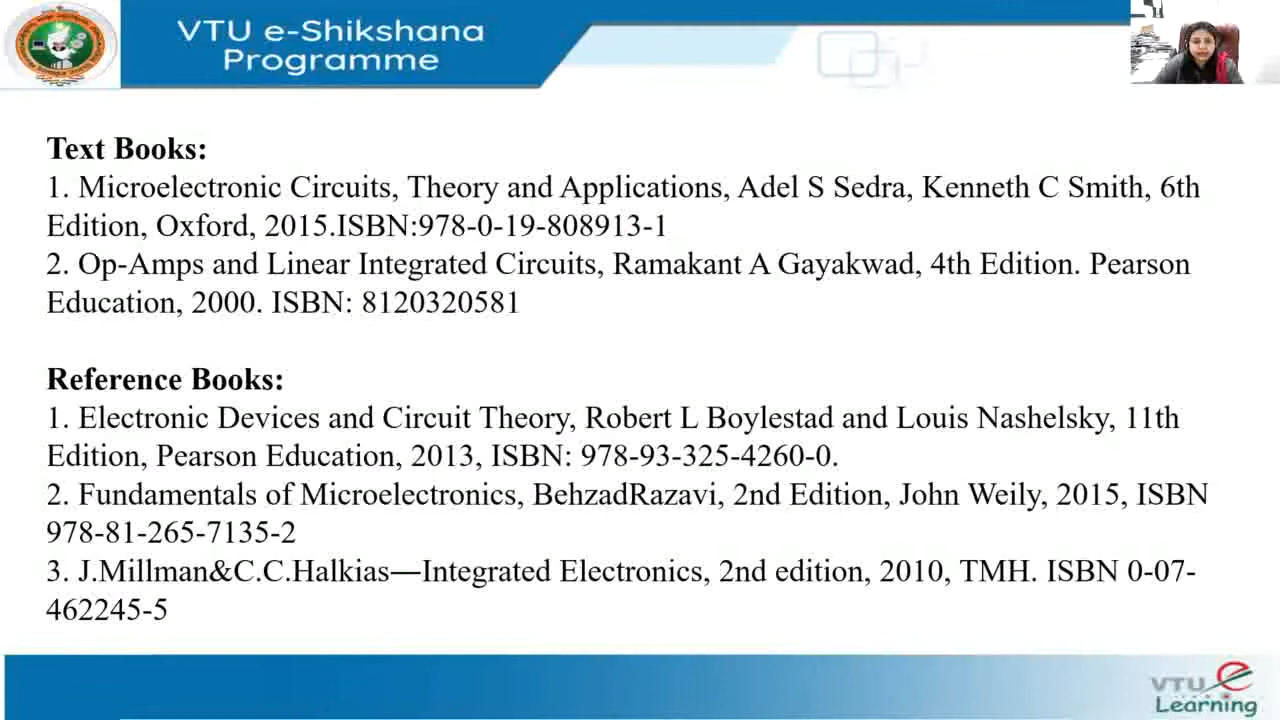 VTU e-Shikshana
Programme
Text Books:
1. Microelectronic Circuits, Theory and Applications, Adel S Sedra, Kenneth C Smith, 6th
Edition, Oxford, 2015.ISBN:978-0-19-808913-1
2. Op-Amps and Linear Integrated Circuits, Ramakant A Gayakwad, 4th Edition. Pearson
Education, 2000. ISBN: 8120320581
Reference Books:
1. Electronic Devices and Circuit Theory, Robert L Boylestad and Louis Nashelsky, 11th
Edition, Pearson Education, 2013, ISBN: 978-93-325-4260-0.
2. Fundamentals of Microelectronics, BehzadRazavi, 2nd Edition, John Weily, 2015, ISBN
978-81-265-7135-2
3. J.Millman&C.C.Halkias―Integrated Electronics, 2nd edition, 2010, TMH. ISBN 0-07-
462245-5
VTU e
Learning